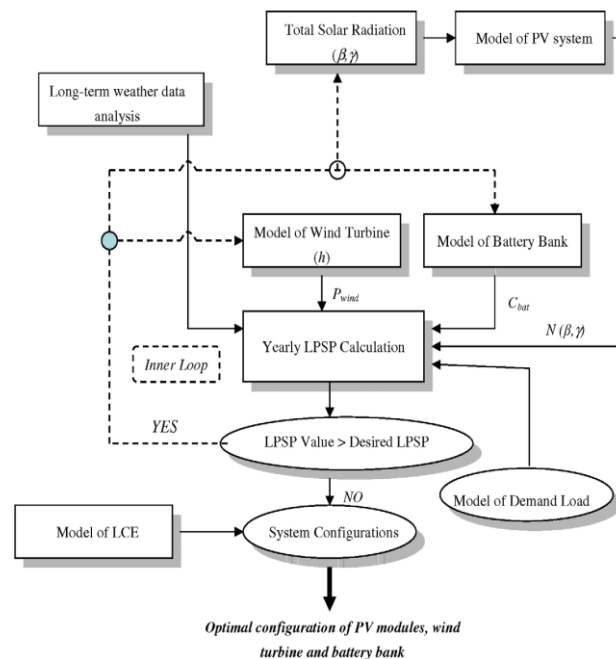 Total Solar Radiation
(β,γ)
Model of PV system
Long-term weather data
analysis
Model of Wind Turbine
(h)
Model of Battery Bank
P_wind
C_bat
N (β,γ)
Yearly LPSP Calculation
Inner Loop
YES
LPSP Value > Desired LPSP
NO
Model of Demand Load
Model of LCE
System Configurations
Optimal configuration of PV modules, wind
turbine and battery bank